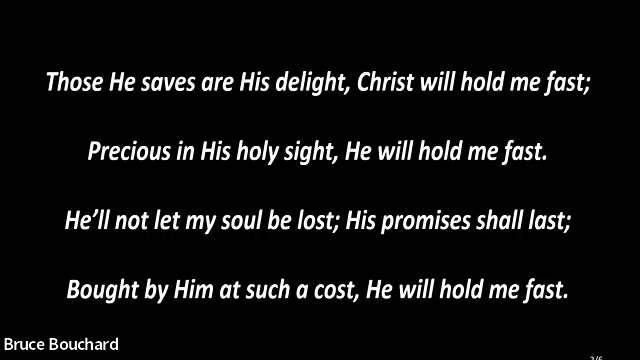 Those He saves are His delight, Christ will hold me fast;
Precious in His holy sight, He will hold me fast.
He’ll not let my soul be lost; His promises shall last;
Bought by Him at such a cost, He will hold me fast.
Bruce Bouchard